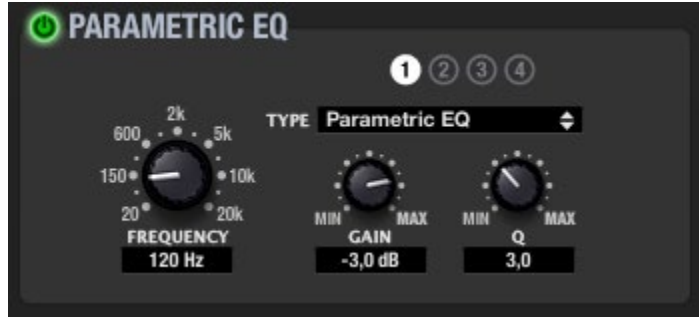 PARAMETRIC EQ
1 2 3 4
TYPE Parametric EQ
2k
600 5k
150 10k
20 20k
MIN MAX MIN MAX
FREQUENCY GAIN Q
120 Hz -3,0 dB 3,0